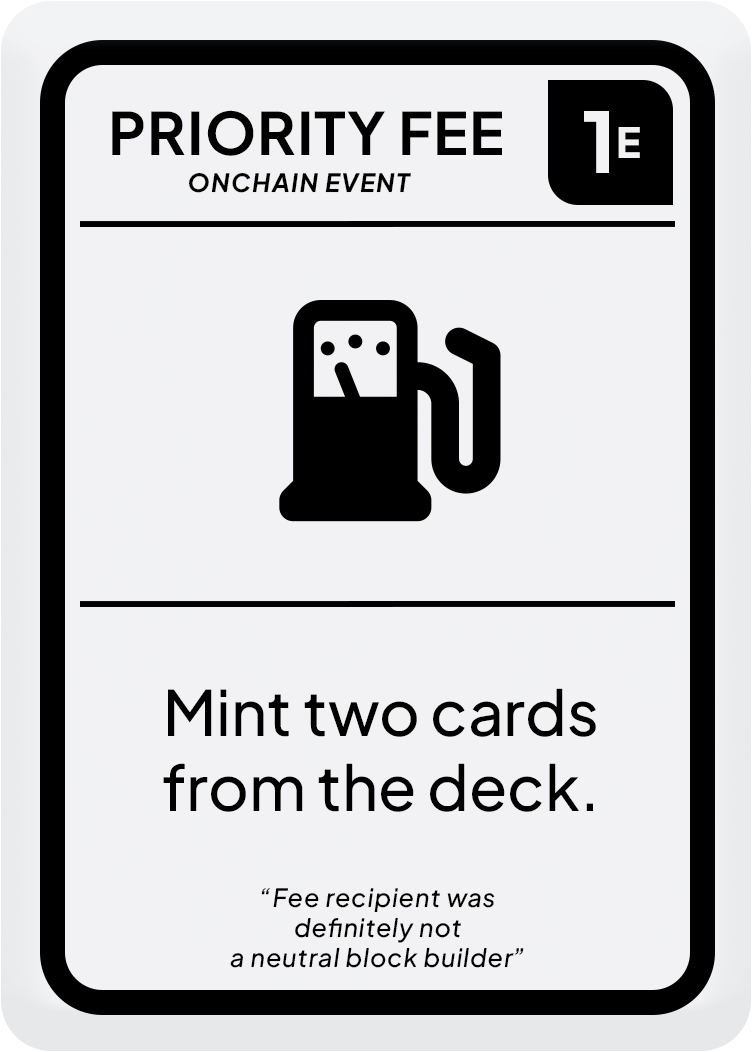 PRIORITY FEE
ONCHAIN EVENT
1E
Mint two cards
from the deck.
“Fee recipient was
definitely not
a neutral block builder”